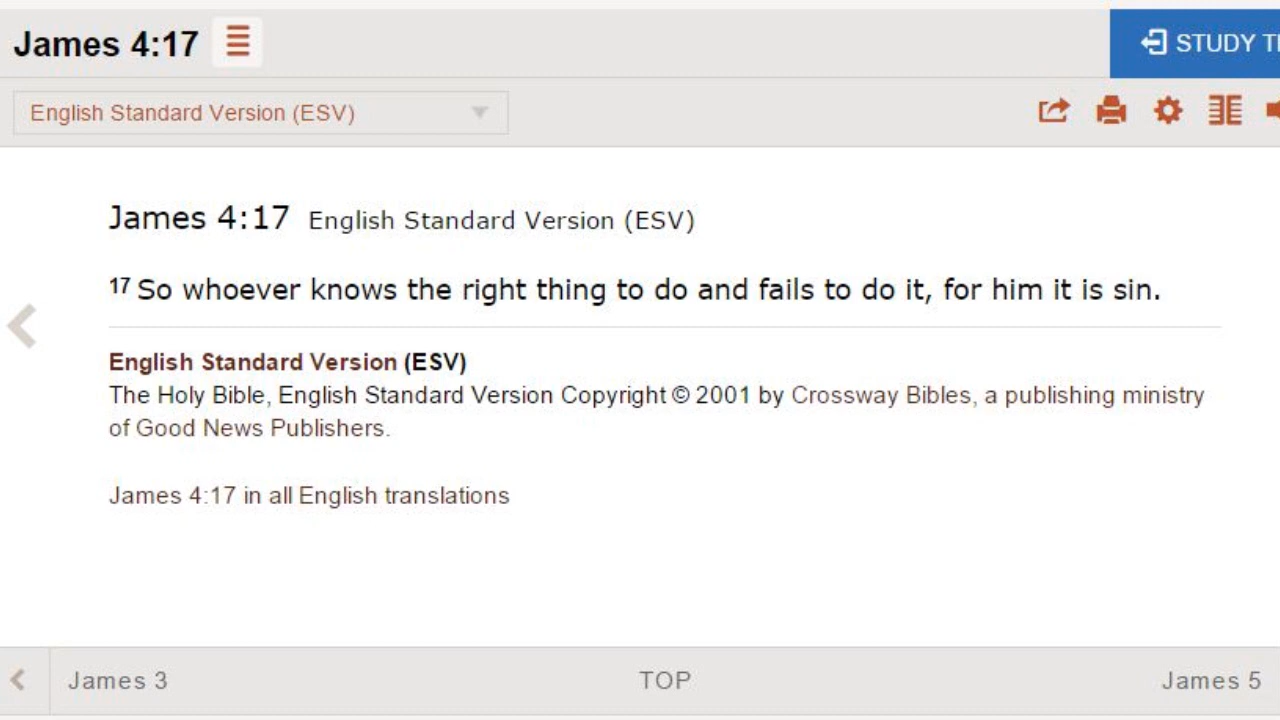 James 4:17
STUDY
English Standard Version (ESV)
James 4:17 English Standard Version (ESV)
17 So whoever knows the right thing to do and fails to do it, for him it is sin.
English Standard Version (ESV)
The Holy Bible, English Standard Version Copyright © 2001 by Crossway Bibles, a publishing ministry
of Good News Publishers.
James 4:17 in all English translations
James 3 TOP James 5